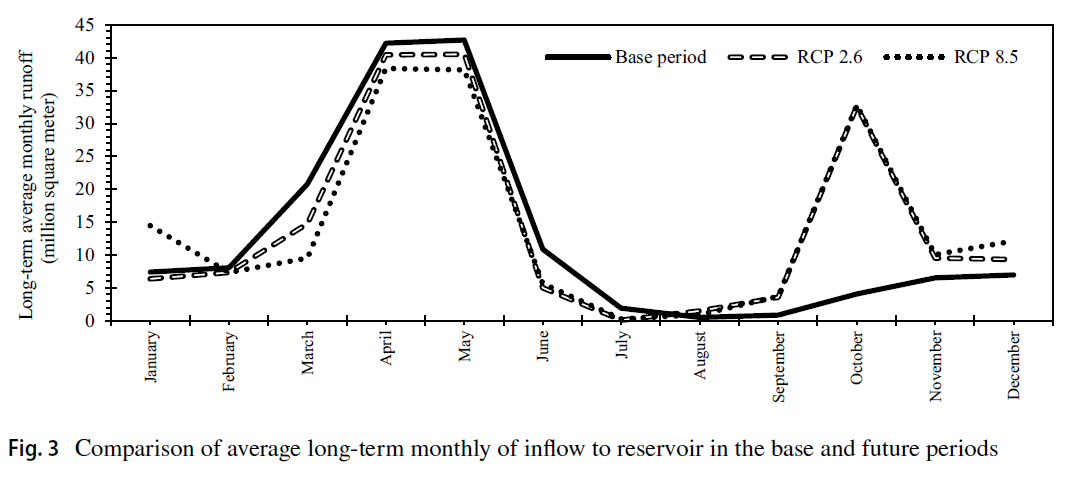 Long-term average monthly runoff
(million square meter)
45
40
35
30
25
20
15
10
5
0
Base period
RCP 2.6
RCP 8.5
January
February
March
April
May
June
July
August
September
October
November
December
Fig. 3 Comparison of average long-term monthly of inflow to reservoir in the base and future periods